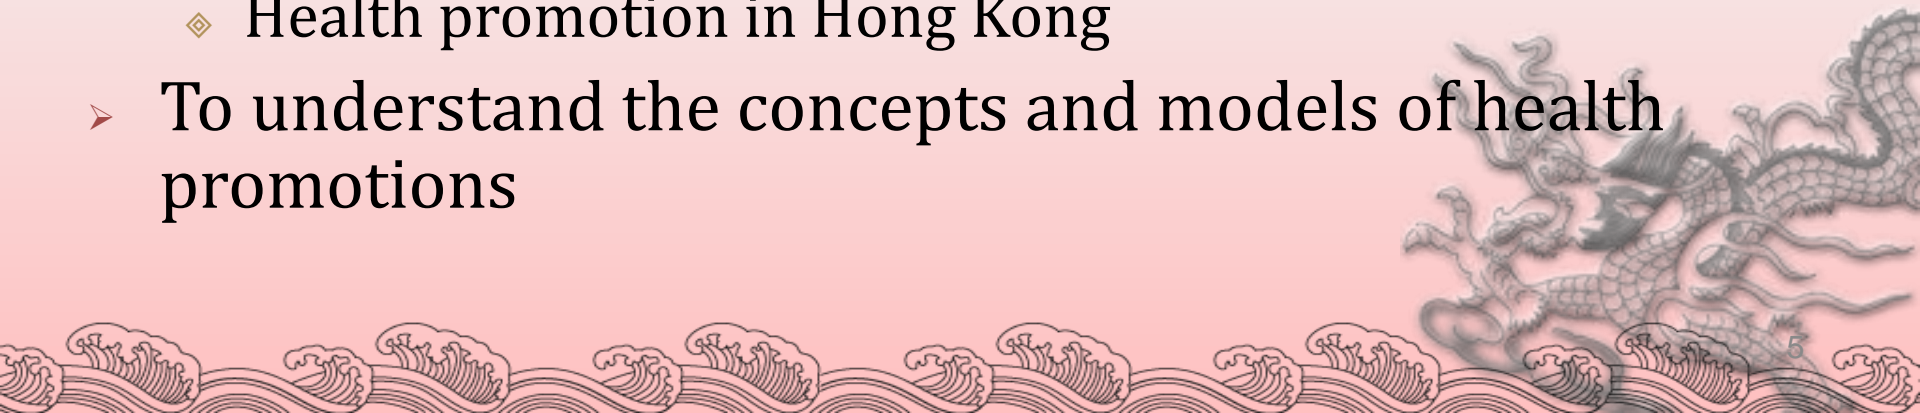 Health promotion in Hong Kong
To understand the concepts and models of health
promotions
5